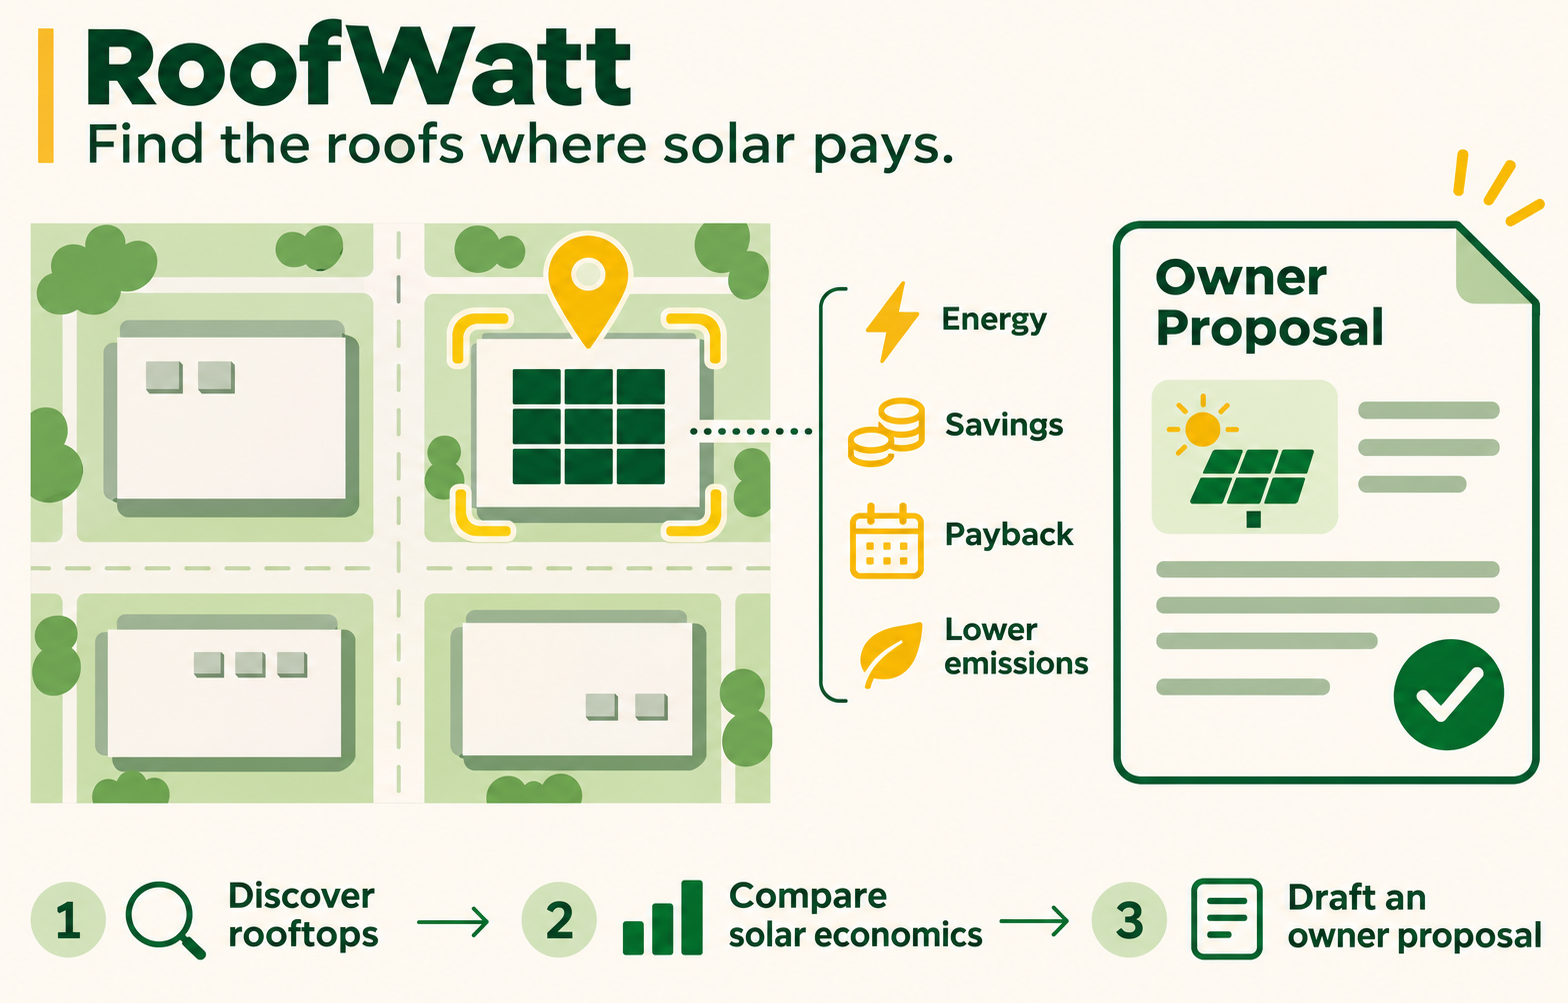 RoofWatt
Find the roofs where solar pays.
Energy
Savings
Payback
Lower
emissions
Owner
Proposal
1
Discover
rooftops
2
Compare
solar economics
3
Draft an
owner proposal